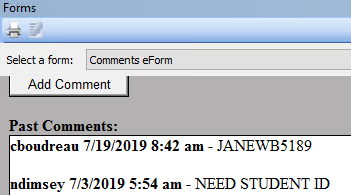 Forms
Select a form: Comments eForm
Add Comment
Past Comments:
cboudreau 7/19/2019 8:42 am - JANEWB5189
ndimsey 7/3/2019 5:54 am - NEED STUDENT ID